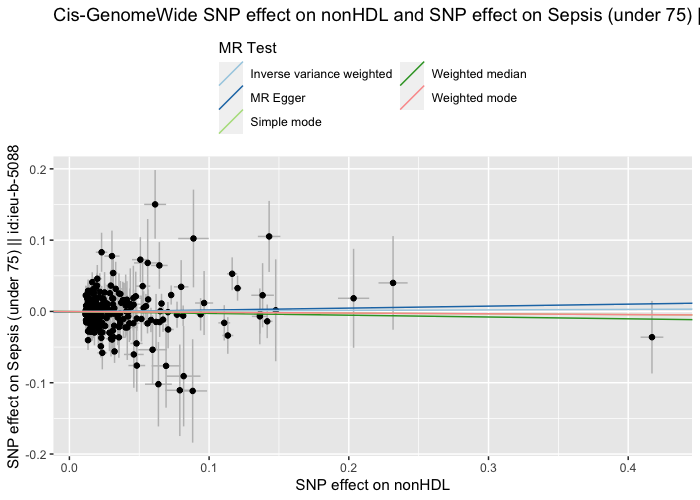 Cis-GenomeWide SNP effect on nonHDL and SNP effect on Sepsis (under 75) |
MR Test
Inverse variance weighted
Weighted median
MR Egger
Weighted mode
Simple mode
SNP effect on Sepsis (under 75) || id:ieu-b-5088
0.2
0.1
0.0
-0.1
-0.2
0.0
0.1
0.2
0.3
0.4
SNP effect on nonHDL